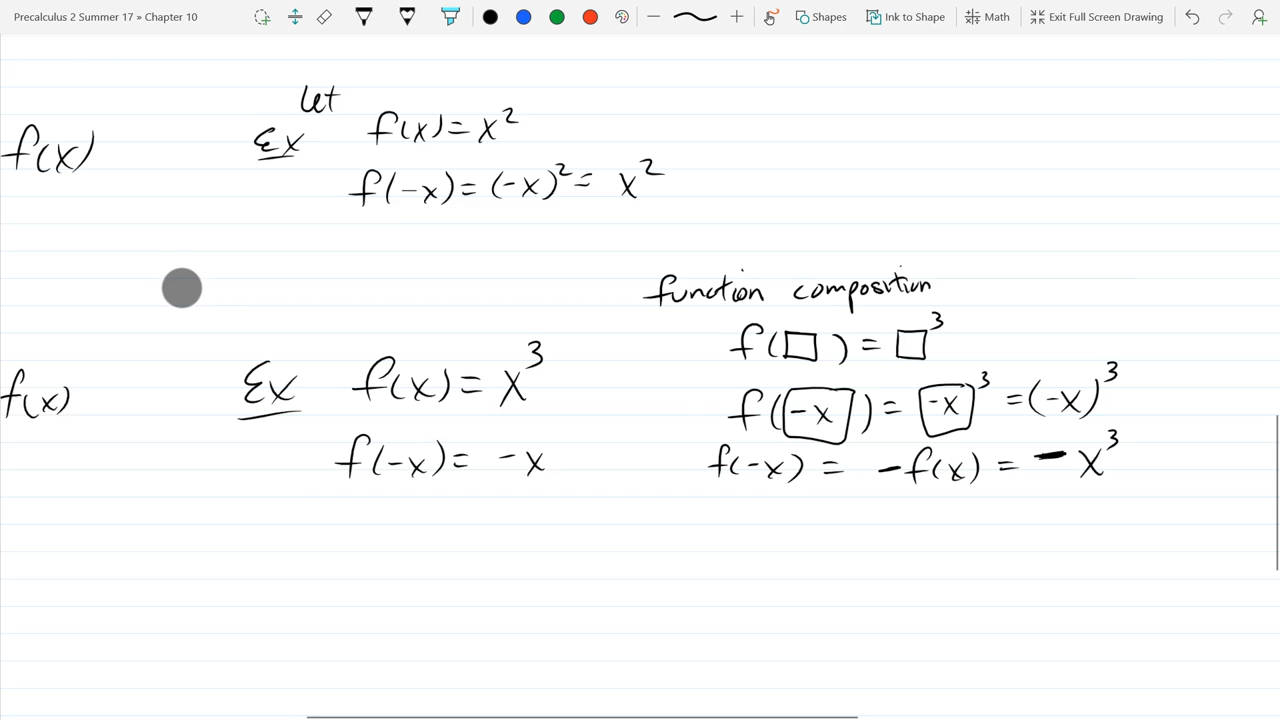 Precalculus 2 Summer 17 » Chapter 10
Shapes
Ink to Shape
Math
Exit Full Screen Drawing
let
f(x)
Ex
f(x) = x²
f(-x) = (-x)² = x²
function composition
f(□) = □³
f(x)
Ex
f(x) = x³
f(-x) = -x³ = (-x)³
f(-x) = -x
f(-x) = -f(x) = -x³